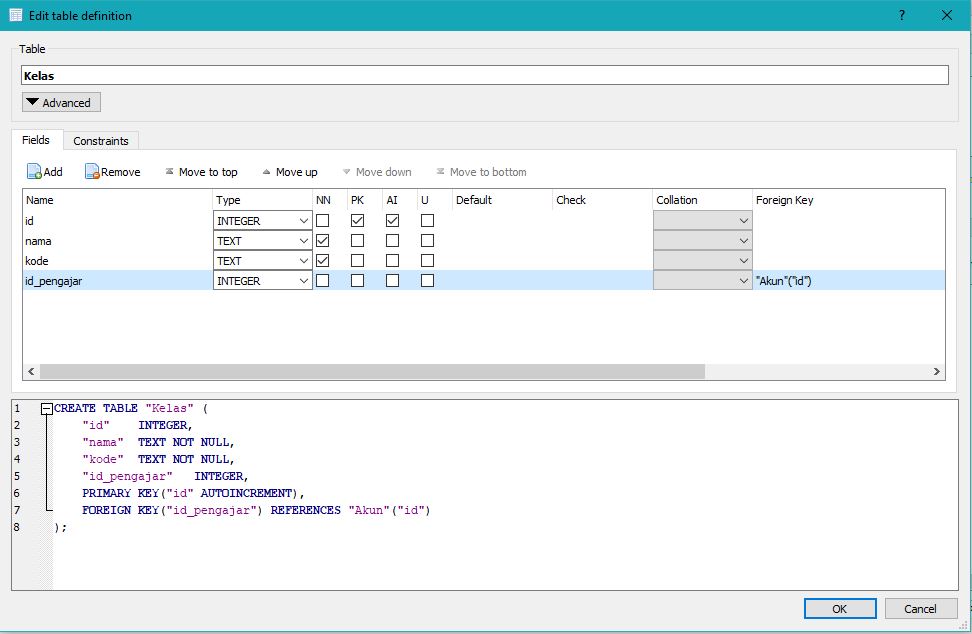 Edit table definition ?
Table
Kelas
Advanced
Fields Constraints
Add Remove Move to top Move up Move down Move to bottom
Name Type NN PK AI U Default Check Collation Foreign Key
id INTEGER
nama TEXT
kode TEXT
id_pengajar INTEGER "Akun"("id")
1 CREATE TABLE "Kelas" (
2 "id" INTEGER,
3 "nama" TEXT NOT NULL,
4 "kode" TEXT NOT NULL,
5 "id_pengajar" INTEGER,
6 PRIMARY KEY("id" AUTOINCREMENT),
7 FOREIGN KEY("id_pengajar") REFERENCES "Akun"("id")
8 );
OK Cancel